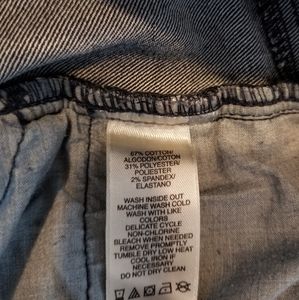 67% COTTON/
ALGODON/COTON
31% POLYESTER/
POLIESTER
2% SPANDEX/
ELASTANO
WASH INSIDE OUT
MACHINE WASH COLD
WASH WITH LIKE
COLORS
DELICATE CYCLE
NON-CHLORINE
BLEACH WHEN NEEDED
REMOVE PROMPTLY
TUMBLE DRY LOW HEAT
COOL IRON IF
NECESSARY
DO NOT DRY CLEAN